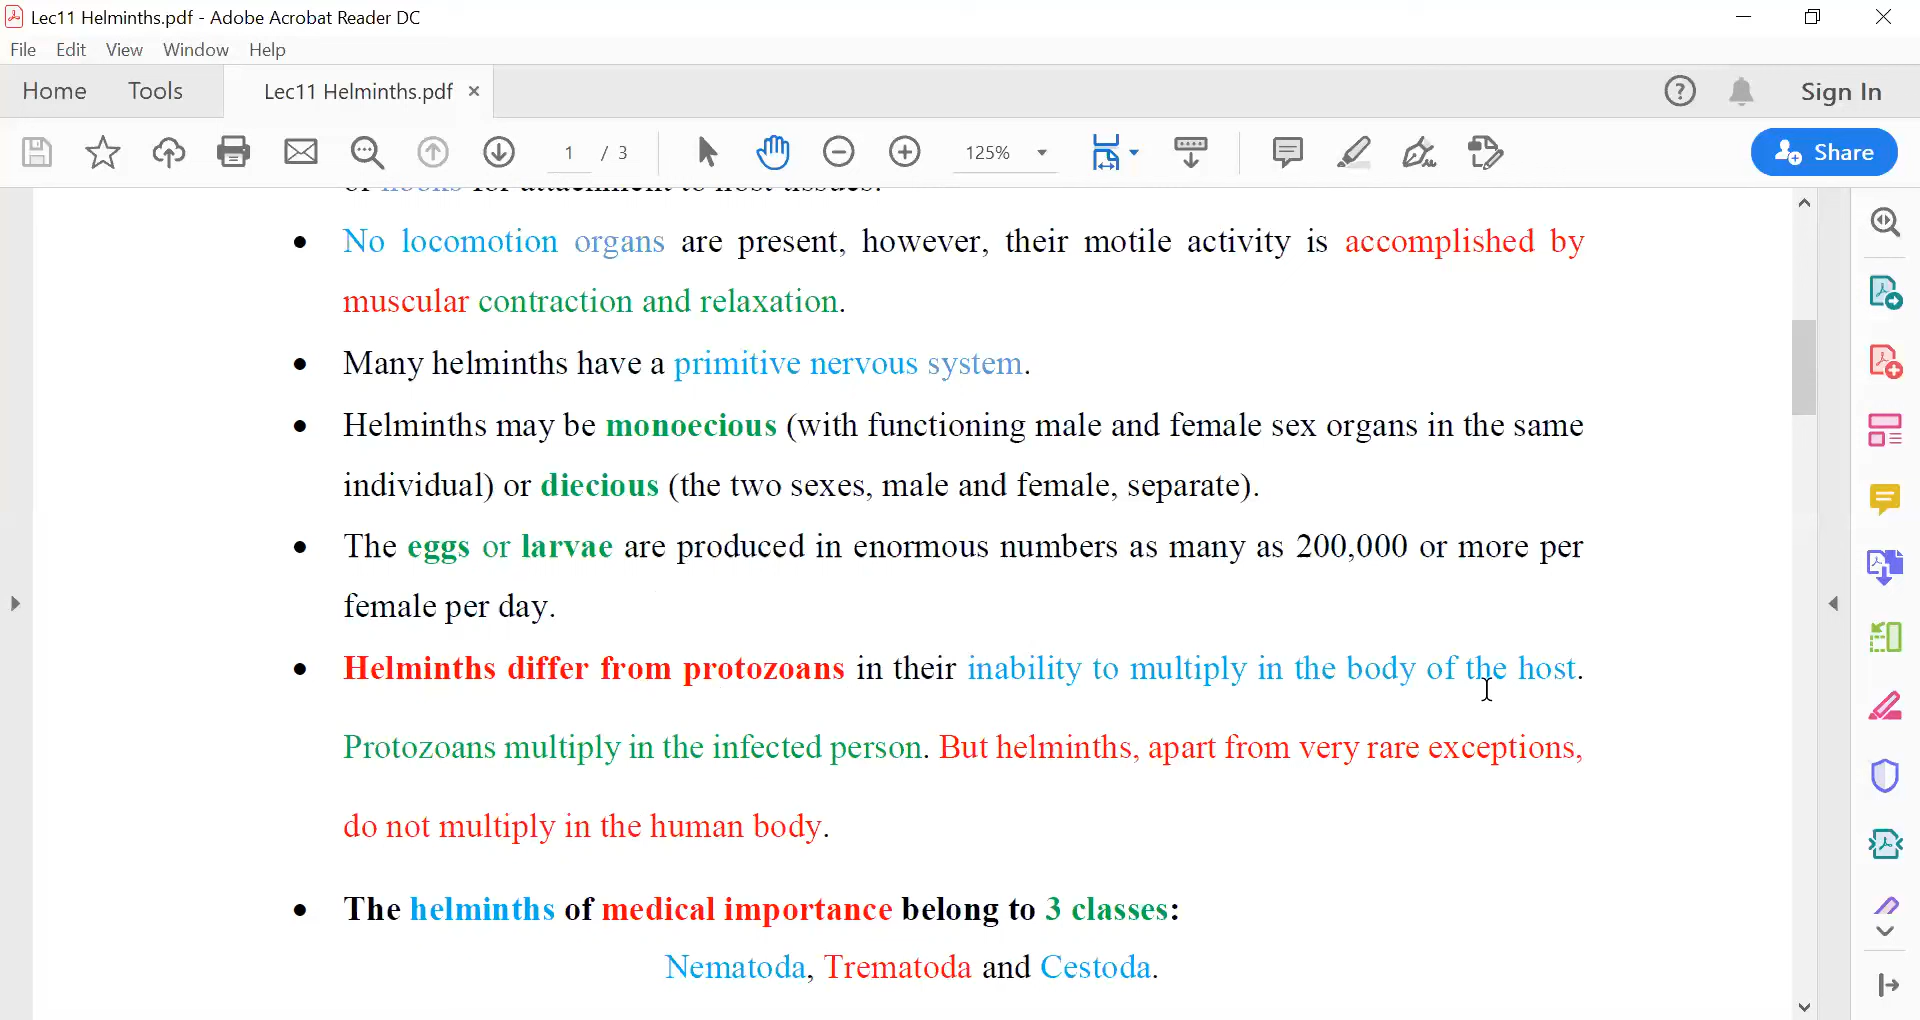 Lec11 Helminths.pdf - Adobe Acrobat Reader DC
File Edit View Window Help
Home Tools Lec11 Helminths.pdf × Sign In
1 / 3 125% Share
of hooks for attachment to host tissues.
• No locomotion organs are present, however, their motile activity is accomplished by
muscular contraction and relaxation.
• Many helminths have a primitive nervous system.
• Helminths may be monoecious (with functioning male and female sex organs in the same
individual) or diecious (the two sexes, male and female, separate).
• The eggs or larvae are produced in enormous numbers as many as 200,000 or more per
female per day.
• Helminths differ from protozoans in their inability to multiply in the body of the host.
Protozoans multiply in the infected person. But helminths, apart from very rare exceptions,
do not multiply in the human body.
• The helminths of medical importance belong to 3 classes:
Nematoda, Trematoda and Cestoda.